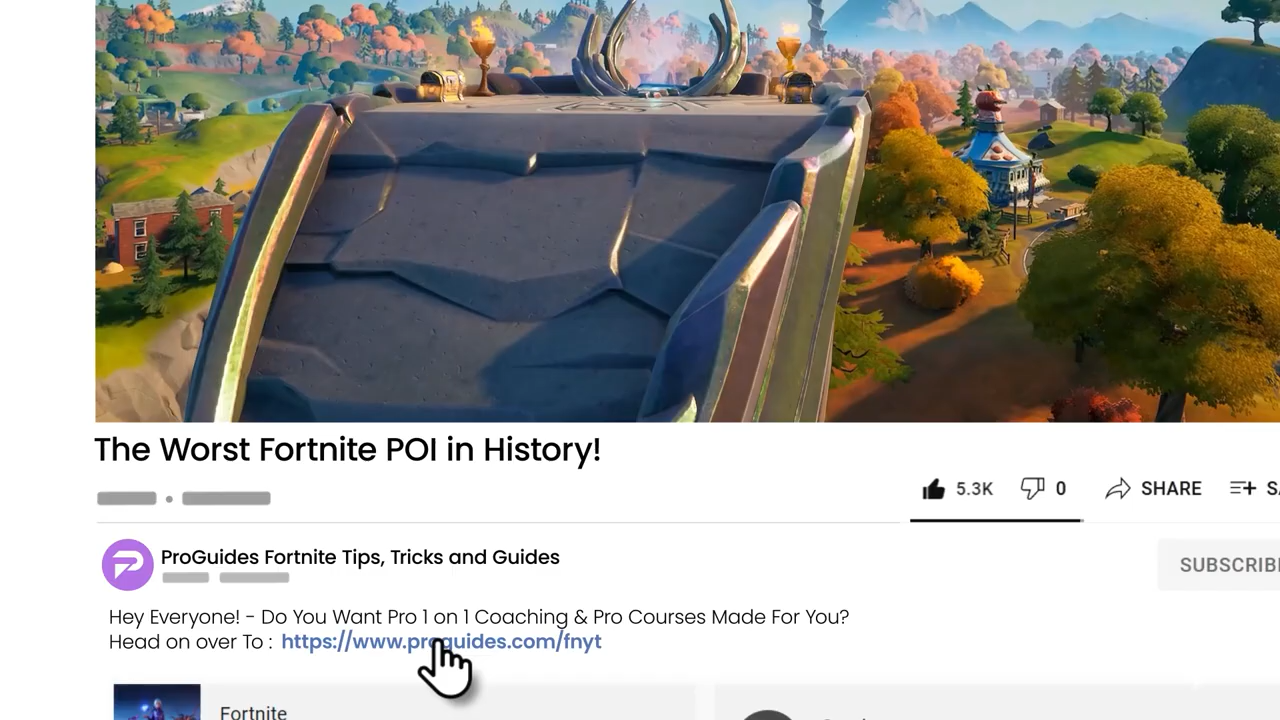 The Worst Fortnite POI in History!
5.3K 0 SHARE
ProGuides Fortnite Tips, Tricks and Guides
SUBSCRIB
Hey Everyone! - Do You Want Pro 1 on 1 Coaching & Pro Courses Made For You?
Head on over To : https://www.proguides.com/fnyt
Fortnite